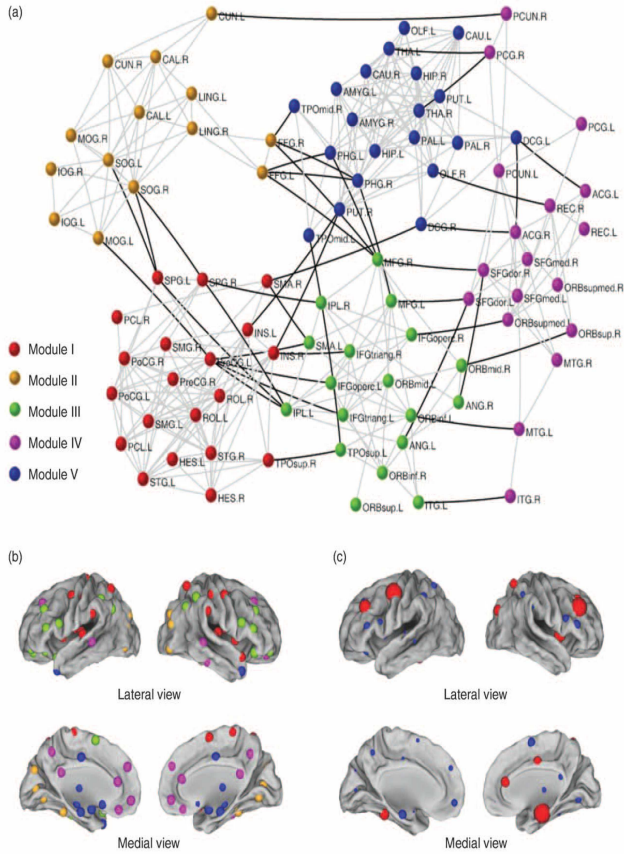 (a)
CUN.L
PCUN.R
OLF.L
CAU.L
THA.L
PCG.R
CUN.R
CAL.R
CAU.R
HIP.R
LING.L
AMYG.L
PUT.L
TPOmid.R
THA.R
CAL.L
AMYG.R
PCG.L
LING.R
MOG.R
FFG.R
PAL.L
PAL.R
DCG.L
PHG.L
HIP.L
SOG.L
IOG.R
FFG.L
OLF.R
PCUN.L
SOG.R
PHG.R
ACG.L
REC.R
PUT.R
IOG.L
DCG.R
REC.L
MOG.L
TPOmid.L
ACG.R
MFG.R
SFGmed.R
SFGdor.R
SPG.L
SPG.R
SMA.R
ORBsupmed.R
SFGmed.L
IPL.R
MFG.L
SFGdor.L
PCL.R
ORBsupmed.L
INS.L
IFGoperc.R
ORBsup.R
Module I
SMG.R
SMA.L
PoCG.R
INS.R
IFGtriang.R
MTG.R
ORBmid.R
Module II
PreCG.R
IFGoperc.L
ORBmid.L
PoCG.L
ROL.R
ANG.R
Module III
IPL.L
IFGtriang.L
ORBinf.L
SMG.L
ROL.L
MTG.L
Module IV
PCL.L
ANG.L
STG.R
TPOsup.L
HES.L
TPOsup.R
Module V
STG.L
ORBinf.R
HES.R
ORBsup.L
ITG.L
ITG.R
(b)
(c)
Lateral view
Lateral view
Medial view
Medial view